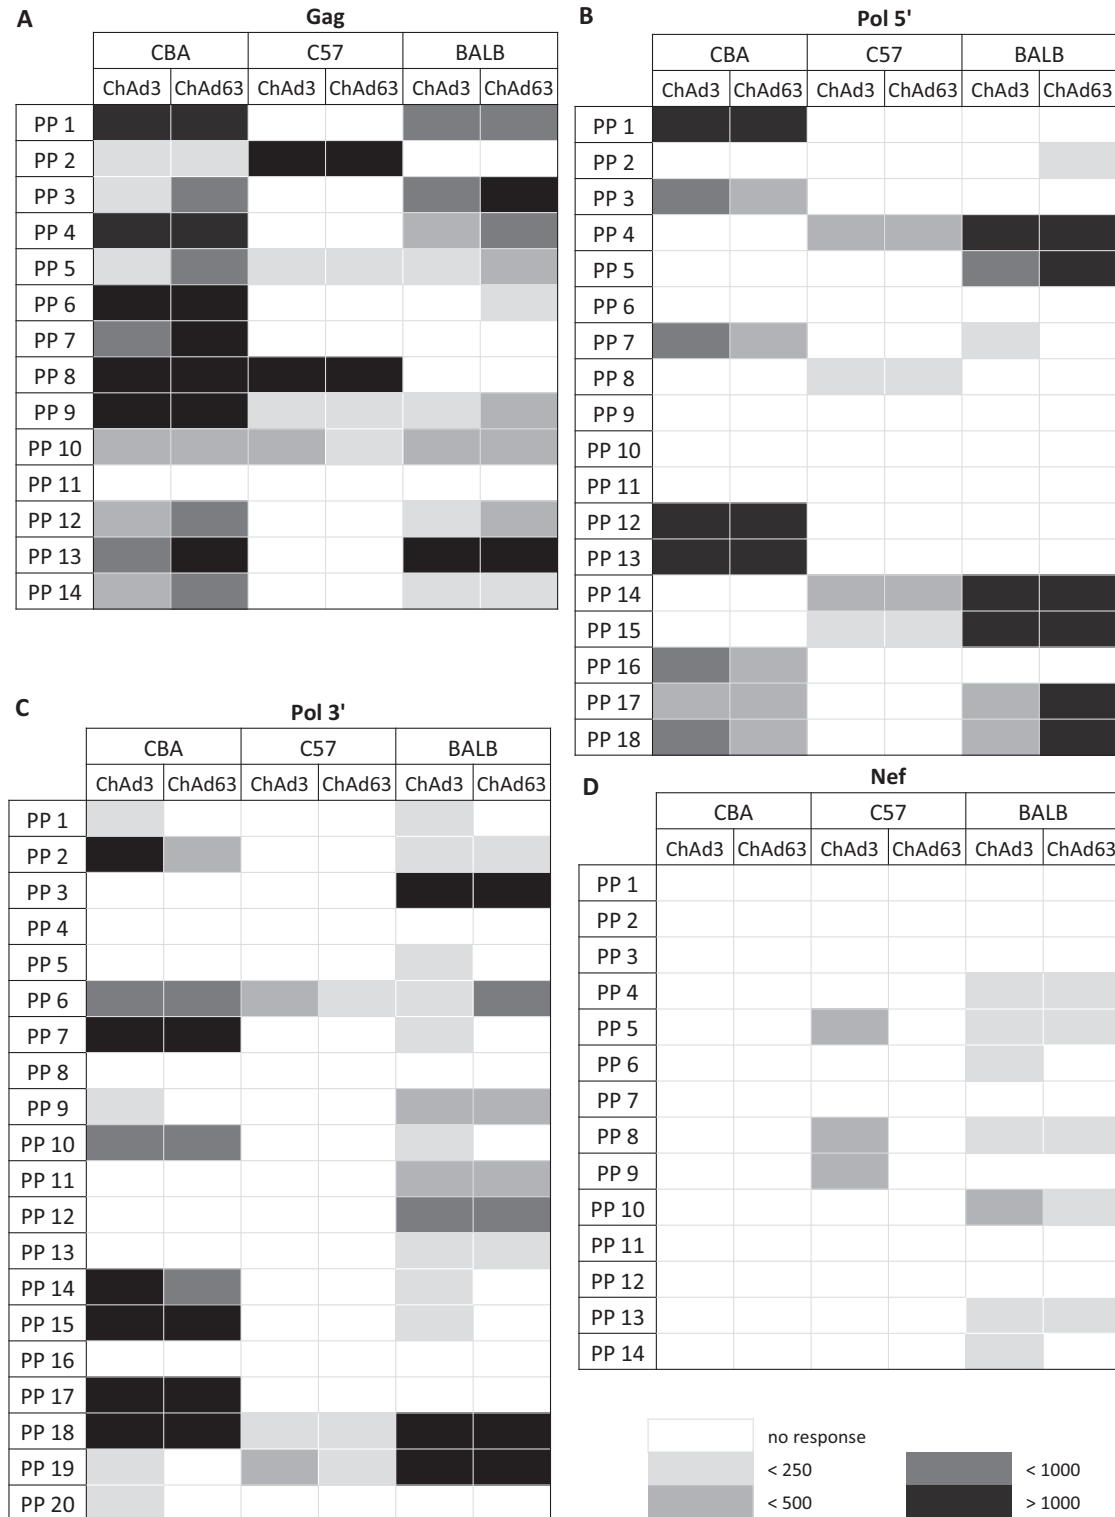 A
Gag
CBA C57 BALB
ChAd3 ChAd63 ChAd3 ChAd63 ChAd3 ChAd63
PP 1
PP 2
PP 3
PP 4
PP 5
PP 6
PP 7
PP 8
PP 9
PP 10
PP 11
PP 12
PP 13
PP 14
B
Pol 5'
CBA C57 BALB
ChAd3 ChAd63 ChAd3 ChAd63 ChAd3 ChAd63
PP 1
PP 2
PP 3
PP 4
PP 5
PP 6
PP 7
PP 8
PP 9
PP 10
PP 11
PP 12
PP 13
PP 14
PP 15
PP 16
PP 17
PP 18
C
Pol 3'
CBA C57 BALB
ChAd3 ChAd63 ChAd3 ChAd63 ChAd3 ChAd63
PP 1
PP 2
PP 3
PP 4
PP 5
PP 6
PP 7
PP 8
PP 9
PP 10
PP 11
PP 12
PP 13
PP 14
PP 15
PP 16
PP 17
PP 18
PP 19
PP 20
D
Nef
CBA C57 BALB
ChAd3 ChAd63 ChAd3 ChAd63 ChAd3 ChAd63
PP 1
PP 2
PP 3
PP 4
PP 5
PP 6
PP 7
PP 8
PP 9
PP 10
PP 11
PP 12
PP 13
PP 14
no response
< 250 < 1000
< 500 > 1000